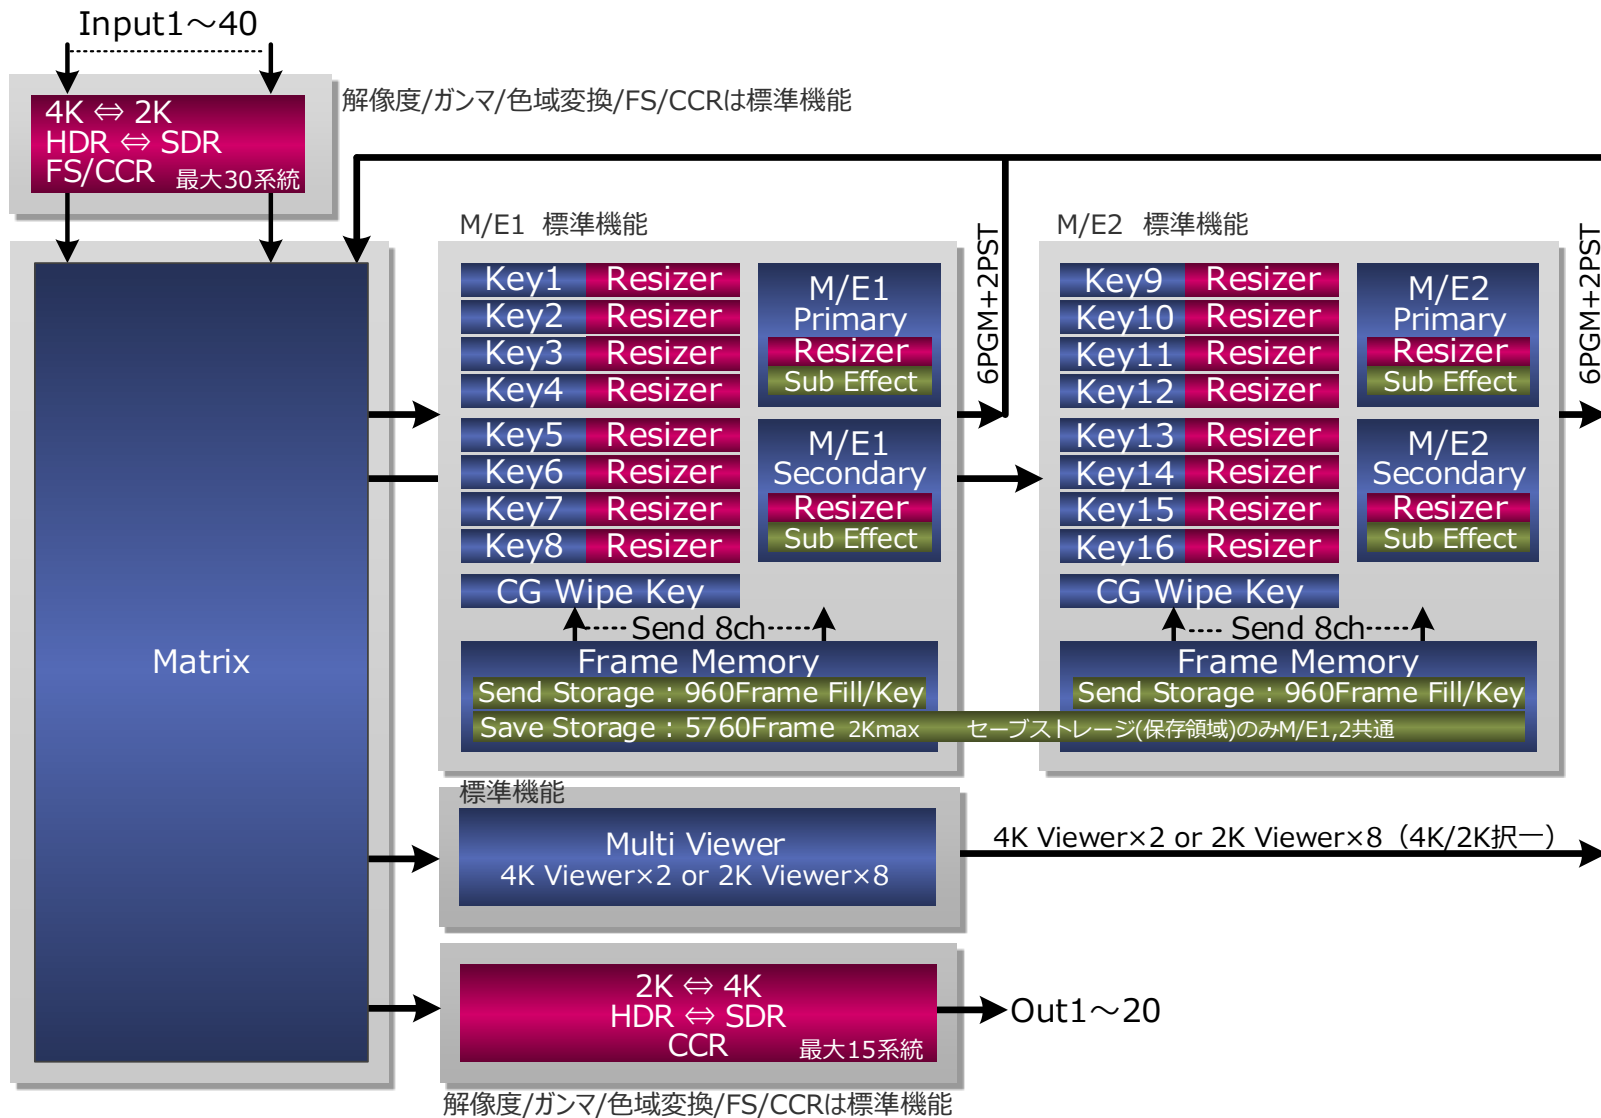 Input1～40
4K ⇔ 2K
HDR ⇔ SDR
FS/CCR 最大30系統
解像度/ガンマ/色域変換/FS/CCRは標準機能
Matrix
M/E1 標準機能
Key1 Resizer
Key2 Resizer
Key3 Resizer
Key4 Resizer
Key5 Resizer
Key6 Resizer
Key7 Resizer
Key8 Resizer
CG Wipe Key
M/E1
Primary
Resizer
Sub Effect
M/E1
Secondary
Resizer
Sub Effect
Send 8ch
Frame Memory
Send Storage : 960Frame Fill/Key
Save Storage : 5760Frame 2Kmax セーブストレージ(保存領域)のみM/E1,2共通
6PGM+2PST
M/E2 標準機能
Key9 Resizer
Key10 Resizer
Key11 Resizer
Key12 Resizer
Key13 Resizer
Key14 Resizer
Key15 Resizer
Key16 Resizer
CG Wipe Key
M/E2
Primary
Resizer
Sub Effect
M/E2
Secondary
Resizer
Sub Effect
Send 8ch
Frame Memory
Send Storage : 960Frame Fill/Key
6PGM+2PST
標準機能
Multi Viewer
4K Viewer×2 or 2K Viewer×8
4K Viewer×2 or 2K Viewer×8（4K/2K択一）
2K ⇔ 4K
HDR ⇔ SDR
CCR 最大15系統
Out1～20
解像度/ガンマ/色域変換/FS/CCRは標準機能